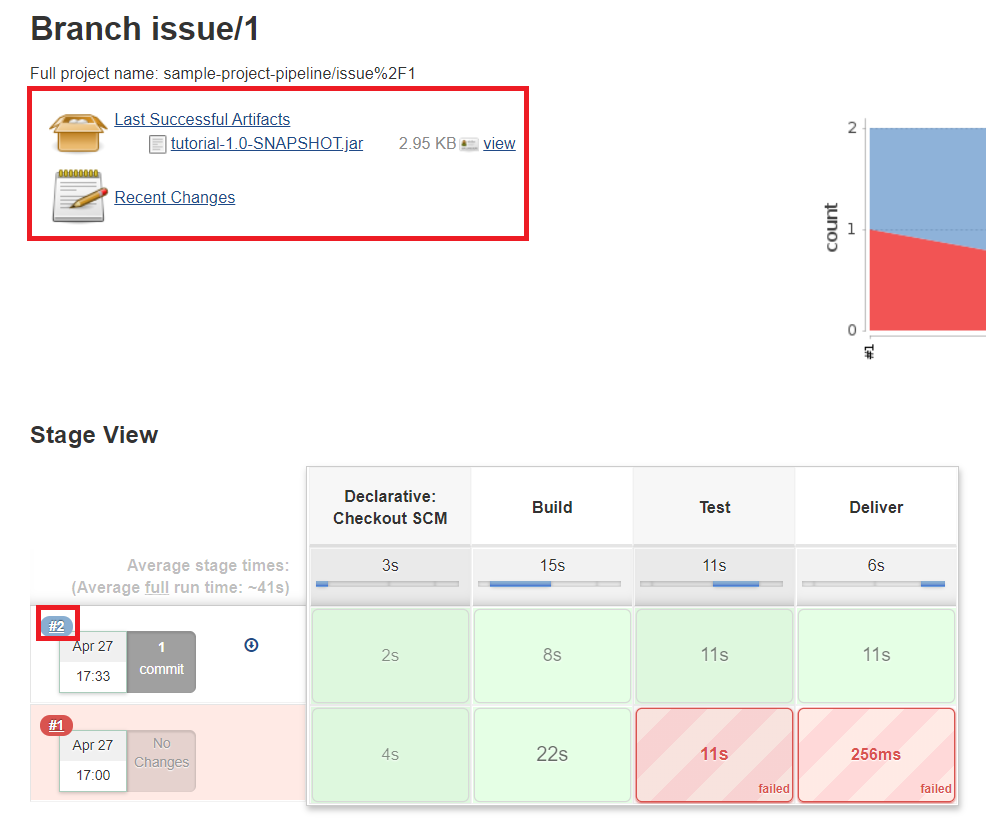 Branch issue/1
Full project name: sample-project-pipeline/issue%2F1
Last Successful Artifacts
tutorial-1.0-SNAPSHOT.jar 2.95 KB view
Recent Changes
2
1
0
count
#1
Stage View
Declarative:
Checkout SCM
Build
Test
Deliver
Average stage times:
(Average full run time: ~41s)
3s
15s
11s
6s
#2
Apr 27
17:33
1
commit
2s
8s
11s
11s
#1
Apr 27
17:00
No
Changes
4s
22s
11s
failed
256ms
failed